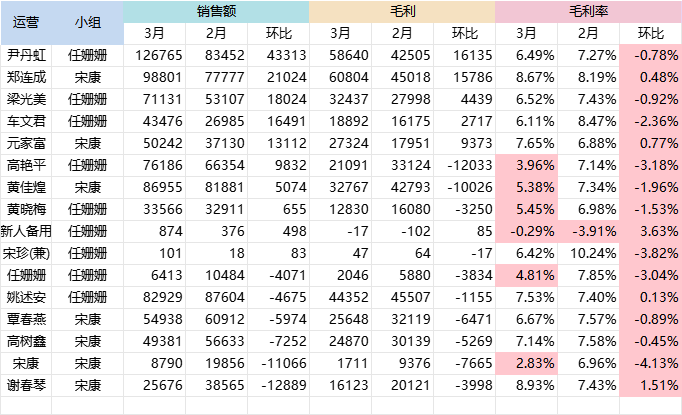 运营 小组 销售额 毛利 毛利率
3月 2月 环比 3月 2月 环比 3月 2月 环比
尹丹虹 任姗姗 126765 83452 43313 58640 42505 16135 6.49% 7.27% -0.78%
郑连成 宋康 98801 77777 21024 60804 45018 15786 8.67% 8.19% 0.48%
梁光美 任姗姗 71131 53107 18024 32437 27998 4439 6.52% 7.43% -0.92%
车文君 任姗姗 43476 26985 16491 18892 16175 2717 6.11% 8.47% -2.36%
元家富 宋康 50242 37130 13112 27324 17951 9373 7.65% 6.88% 0.77%
高艳平 任姗姗 76186 66354 9832 21091 33124 -12033 3.96% 7.14% -3.18%
黄佳煌 宋康 86955 81881 5074 32767 42793 -10026 5.38% 7.34% -1.96%
黄晓梅 任姗姗 33566 32911 655 12830 16080 -3250 5.45% 6.98% -1.53%
新人备用 任姗姗 874 376 498 -17 -102 85 -0.29% -3.91% 3.63%
宋珍(兼) 任姗姗 101 18 83 47 64 -17 6.42% 10.24% -3.82%
任姗姗 任姗姗 6413 10484 -4071 2046 5880 -3834 4.81% 7.85% -3.04%
姚述安 任姗姗 82929 87604 -4675 44352 45507 -1155 7.53% 7.40% 0.13%
覃春燕 宋康 54938 60912 -5974 25648 32119 -6471 6.67% 7.57% -0.89%
高树鑫 宋康 49381 56633 -7252 24870 30139 -5269 7.14% 7.58% -0.45%
宋康 宋康 8790 19856 -11066 1711 9376 -7665 2.83% 6.96% -4.13%
谢春琴 宋康 25676 38565 -12889 16123 20121 -3998 8.93% 7.43% 1.51%